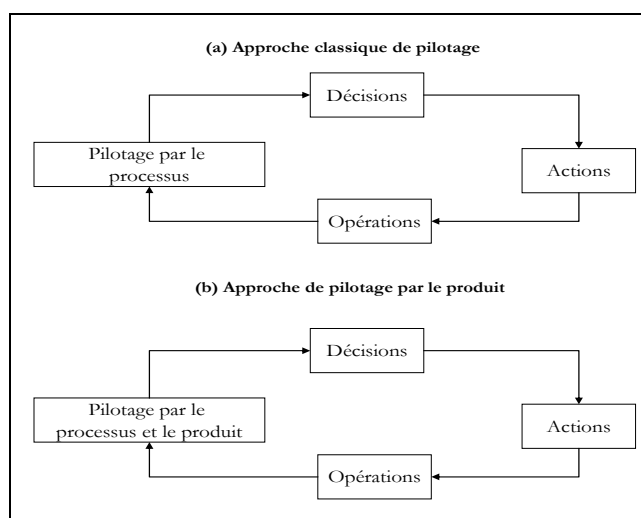 (a) Approche classique de pilotage
Décisions
Pilotage par le
processus
Actions
Opérations
(b) Approche de pilotage par le produit
Décisions
Pilotage par le
processus et le produit
Actions
Opérations